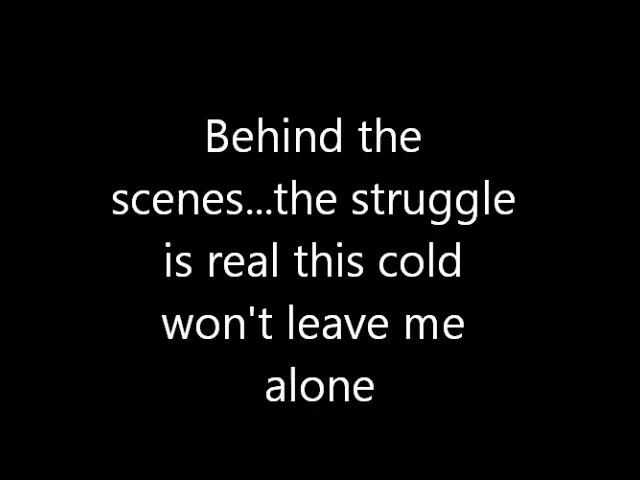 Behind the
scenes...the struggle
is real this cold
won't leave me
alone